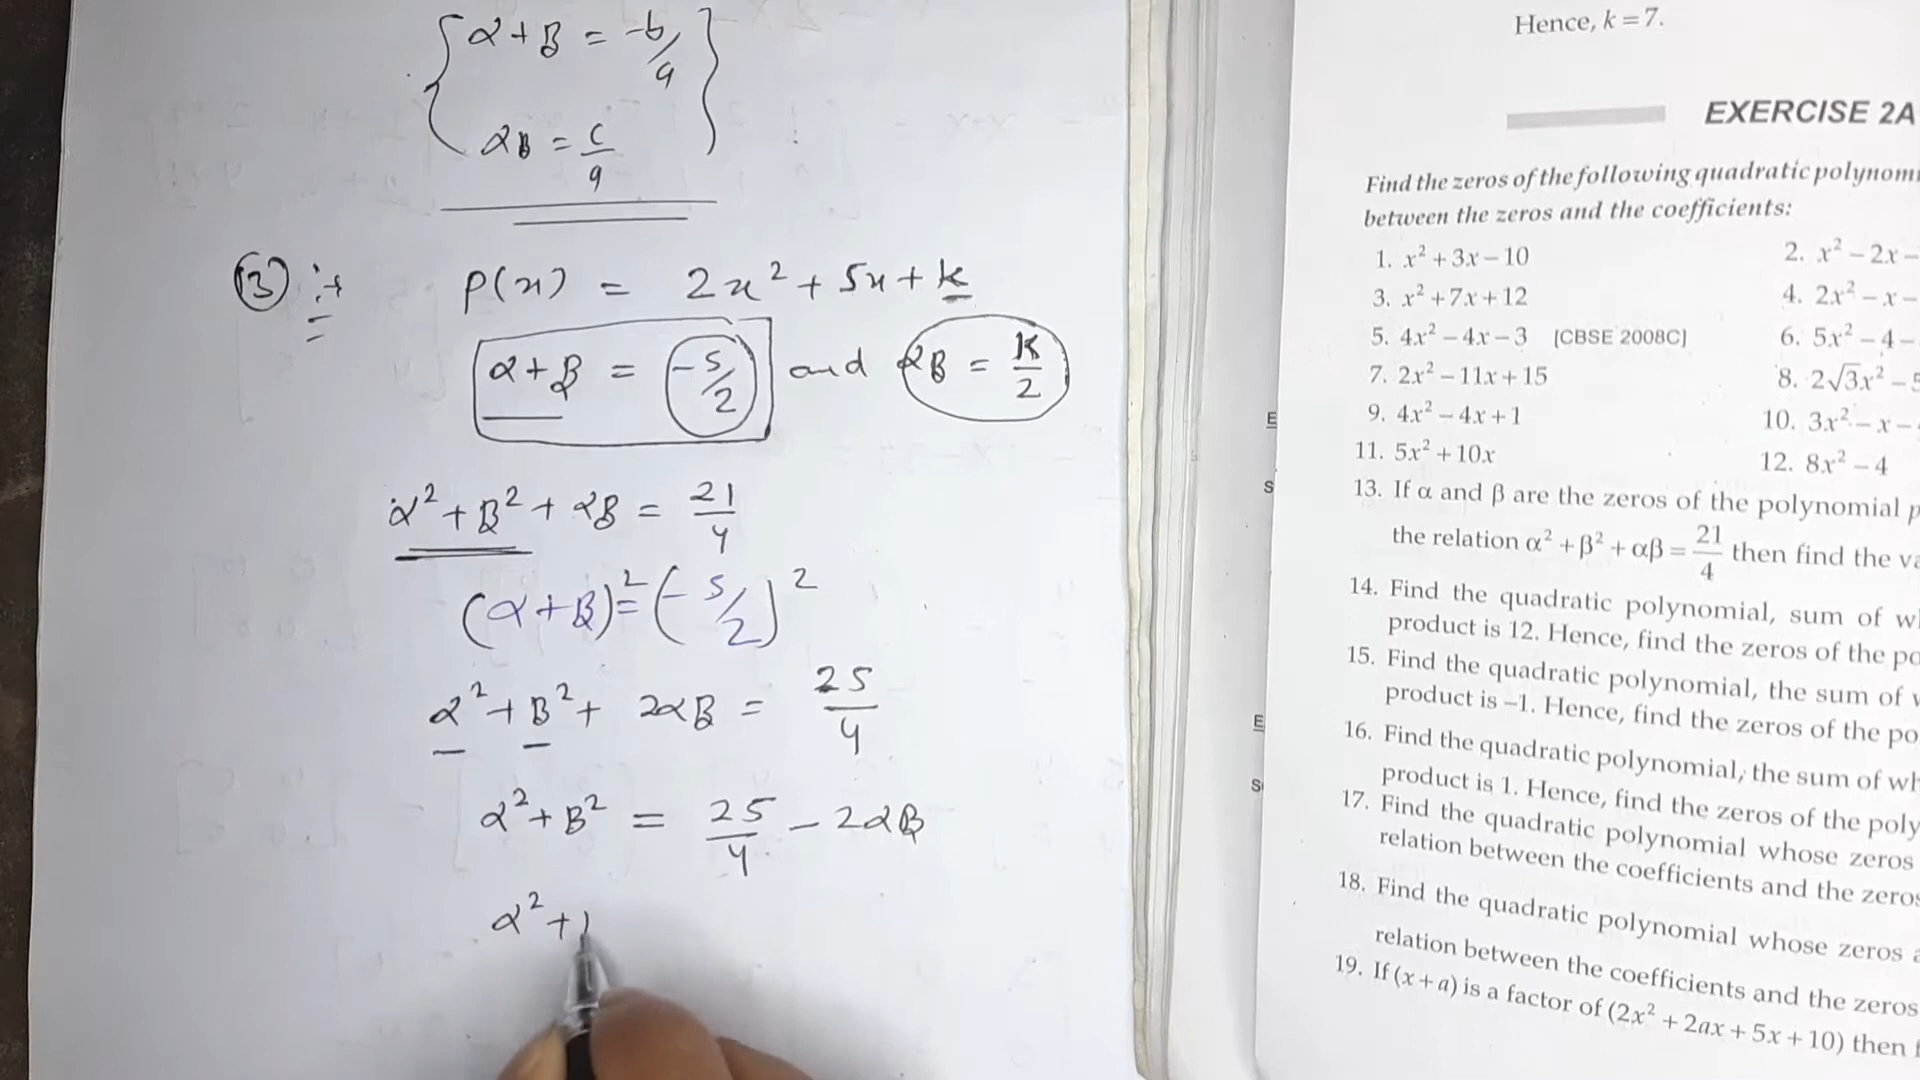 α+β = -b/a
αβ = c/a
(13) :→ p(x) = 2x² + 5x + k
α+β = -5/2 and αβ = k/2
α² + β² + αβ = 21/4
(α+β)² = (-5/2)²
α² + β² + 2αβ = 25/4
α² + β² = 25/4 - 2αβ
α² +
Hence, k = 7.
EXERCISE 2A
Find the zeros of the following quadratic
between the zeros and the coefficients:
1. x² + 3x – 10
2. x² – 2x –
3. x² + 7x + 12
4. 2x² – x –
5. 4x² – 4x – 3 [CBSE 2008C]
6. 5x² – 4 –
7. 2x² – 11x + 15
8. 2√3x² – 5
9. 4x² – 4x + 1
10. 3x² – x –
11. 5x² + 10x
12. 8x² – 4
13. If α and β are the zeros of the polynomial p
the relation α² + β² + αβ = 21/4 then find the va
14. Find the quadratic polynomial, sum of w
product is 12. Hence, find the zeros of the po
15. Find the quadratic polynomial, the sum of w
product is –1. Hence, find the zeros of the po
16. Find the quadratic polynomial, the sum of wh
product is 1. Hence, find the zeros of the poly
17. Find the quadratic polynomial whose zeros
relation between the coefficients and the zeros
18. Find the quadratic polynomial whose zeros a
relation between the coefficients and the zeros
19. If (x + a) is a factor of (2x² + 2ax + 5x + 10) then f
E
S
E
S